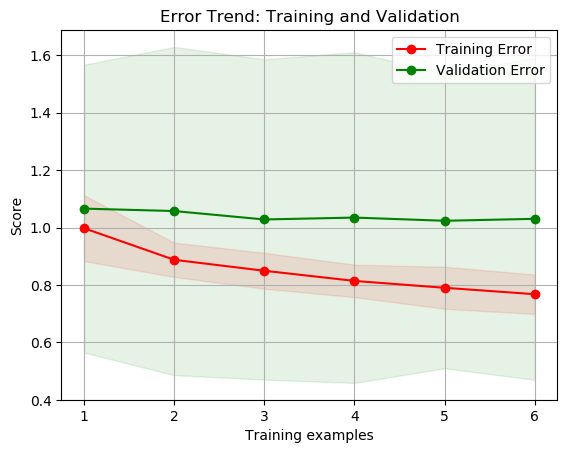 Error Trend: Training and Validation
Training Error
Validation Error
Score
1.6
1.4
1.2
1.0
0.8
0.6
0.4
1 2 3 4 5 6
Training examples